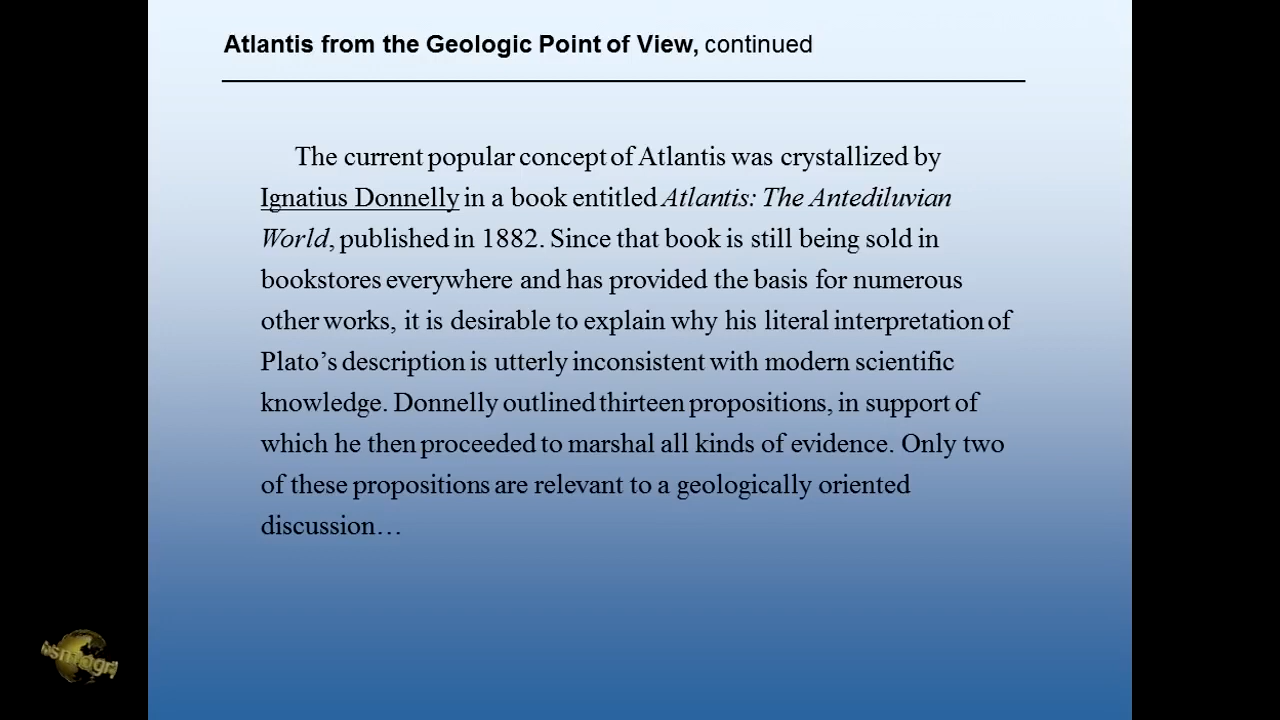 Atlantis from the Geologic Point of View, continued
The current popular concept of Atlantis was crystallized by
Ignatius Donnelly in a book entitled Atlantis: The Antediluvian
World, published in 1882. Since that book is still being sold in
bookstores everywhere and has provided the basis for numerous
other works, it is desirable to explain why his literal interpretation of
Plato’s description is utterly inconsistent with modern scientific
knowledge. Donnelly outlined thirteen propositions, in support of
which he then proceeded to marshal all kinds of evidence. Only two
of these propositions are relevant to a geologically oriented
discussion…